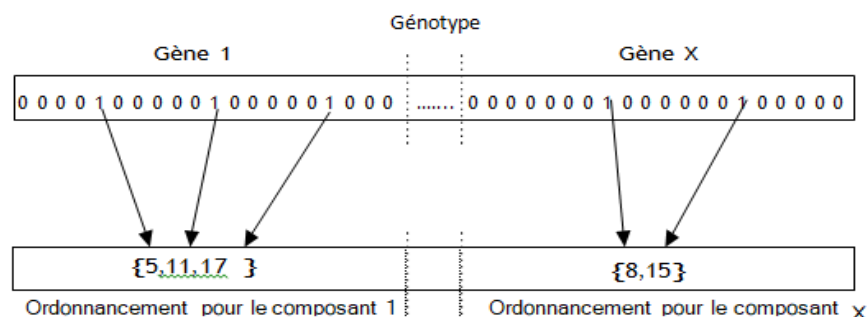 Génotype
Gène 1 Gène X
0 0 0 0 1 0 0 0 0 0 1 0 0 0 0 0 1 0 0 0 ....... 0 0 0 0 0 0 0 1 0 0 0 0 0 0 1 0 0 0 0 0
{5,11,17 } {8,15}
Ordonnancement pour le composant 1 Ordonnancement pour le composant X